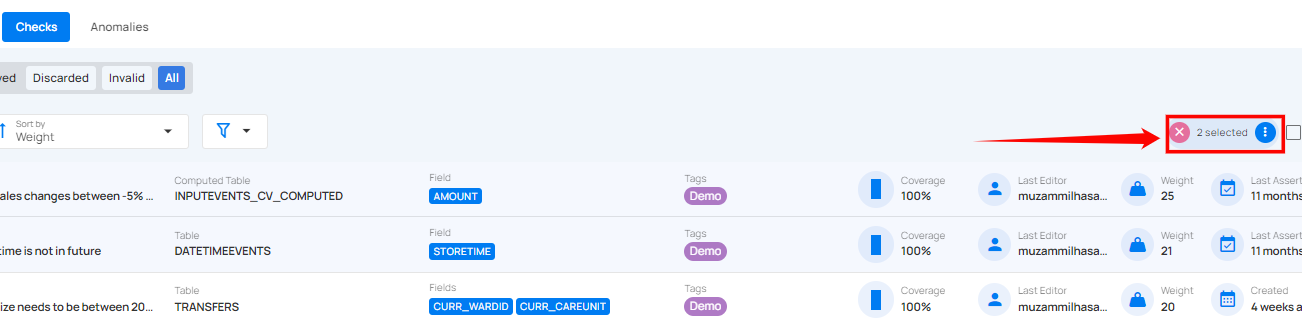 Checks Anomalies
ved Discarded Invalid All
Sort by
Weight
2 selected
Computed Table Field Tags Coverage Last Editor Weight Last Assert
ales changes between -5% ... INPUTEVENTS_CV_COMPUTED AMOUNT Demo 100% muzammilhasa... 25 11 months
Table Field Tags Coverage Last Editor Weight Last Assert
time is not in future DATETIMEEVENTS STORETIME Demo 100% muzammilhasa... 21 11 months
Table Fields Tags Coverage Last Editor Weight Created
ize needs to be between 20... TRANSFERS CURR_WARDID CURR_CAREUNIT Demo 100% muzammilhasa... 20 4 weeks a